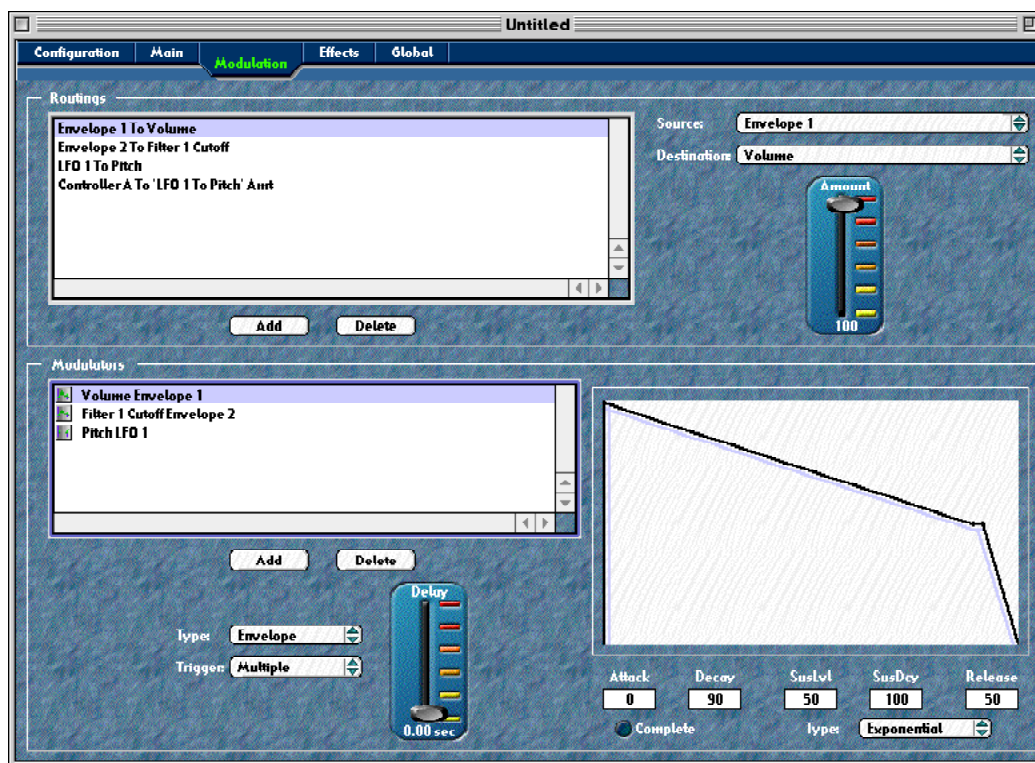 Untitled
Configuration Main Modulation Effects Global
Routings
Envelope 1 To Volume
Envelope 2 To Filter 1 Cutoff
LFO 1 To Pitch
Controller A To 'LFO 1 To Pitch' Amt
Source: Envelope 1
Destination: Volume
Amount
100
Add Delete
Modulators
Volume Envelope 1
Filter 1 Cutoff Envelope 2
Pitch LFO 1
Add Delete
Type: Envelope
Trigger: Multiple
Delay
0.00 sec
Attack Decay SusLvl SusDcy Release
0 90 50 100 50
Complete Type: Exponential